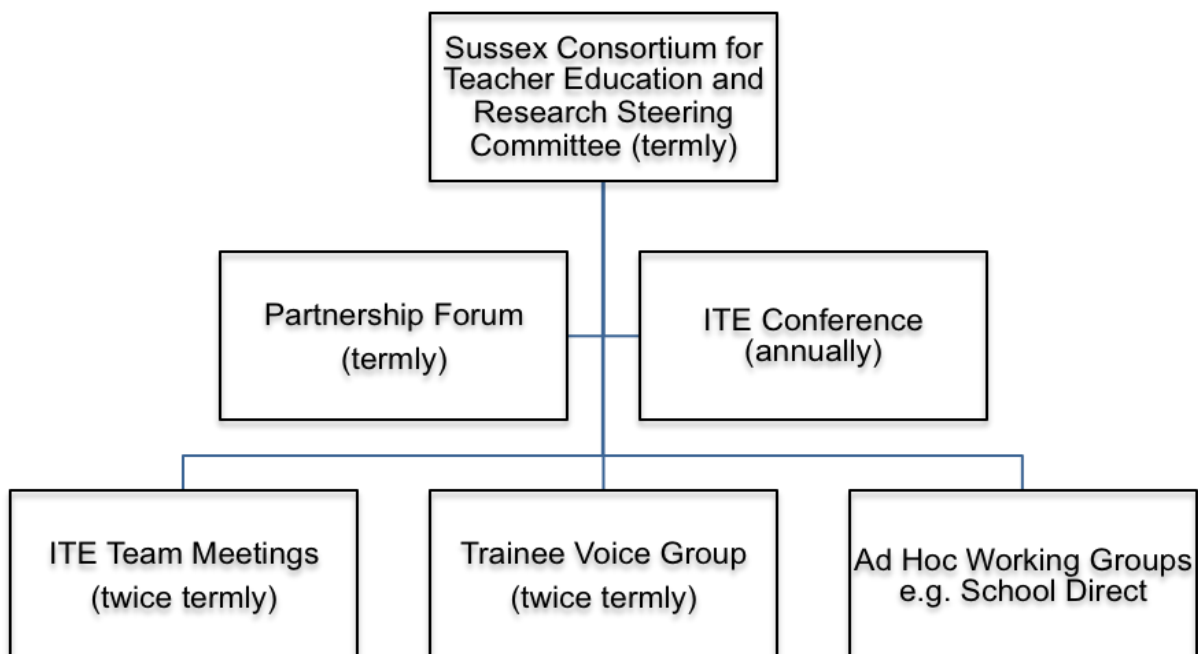 Sussex Consortium for
Teacher Education and
Research Steering
Committee (termly)
Partnership Forum
(termly)
ITE Conference
(annually)
ITE Team Meetings
(twice termly)
Trainee Voice Group
(twice termly)
Ad Hoc Working Groups
e.g. School Direct